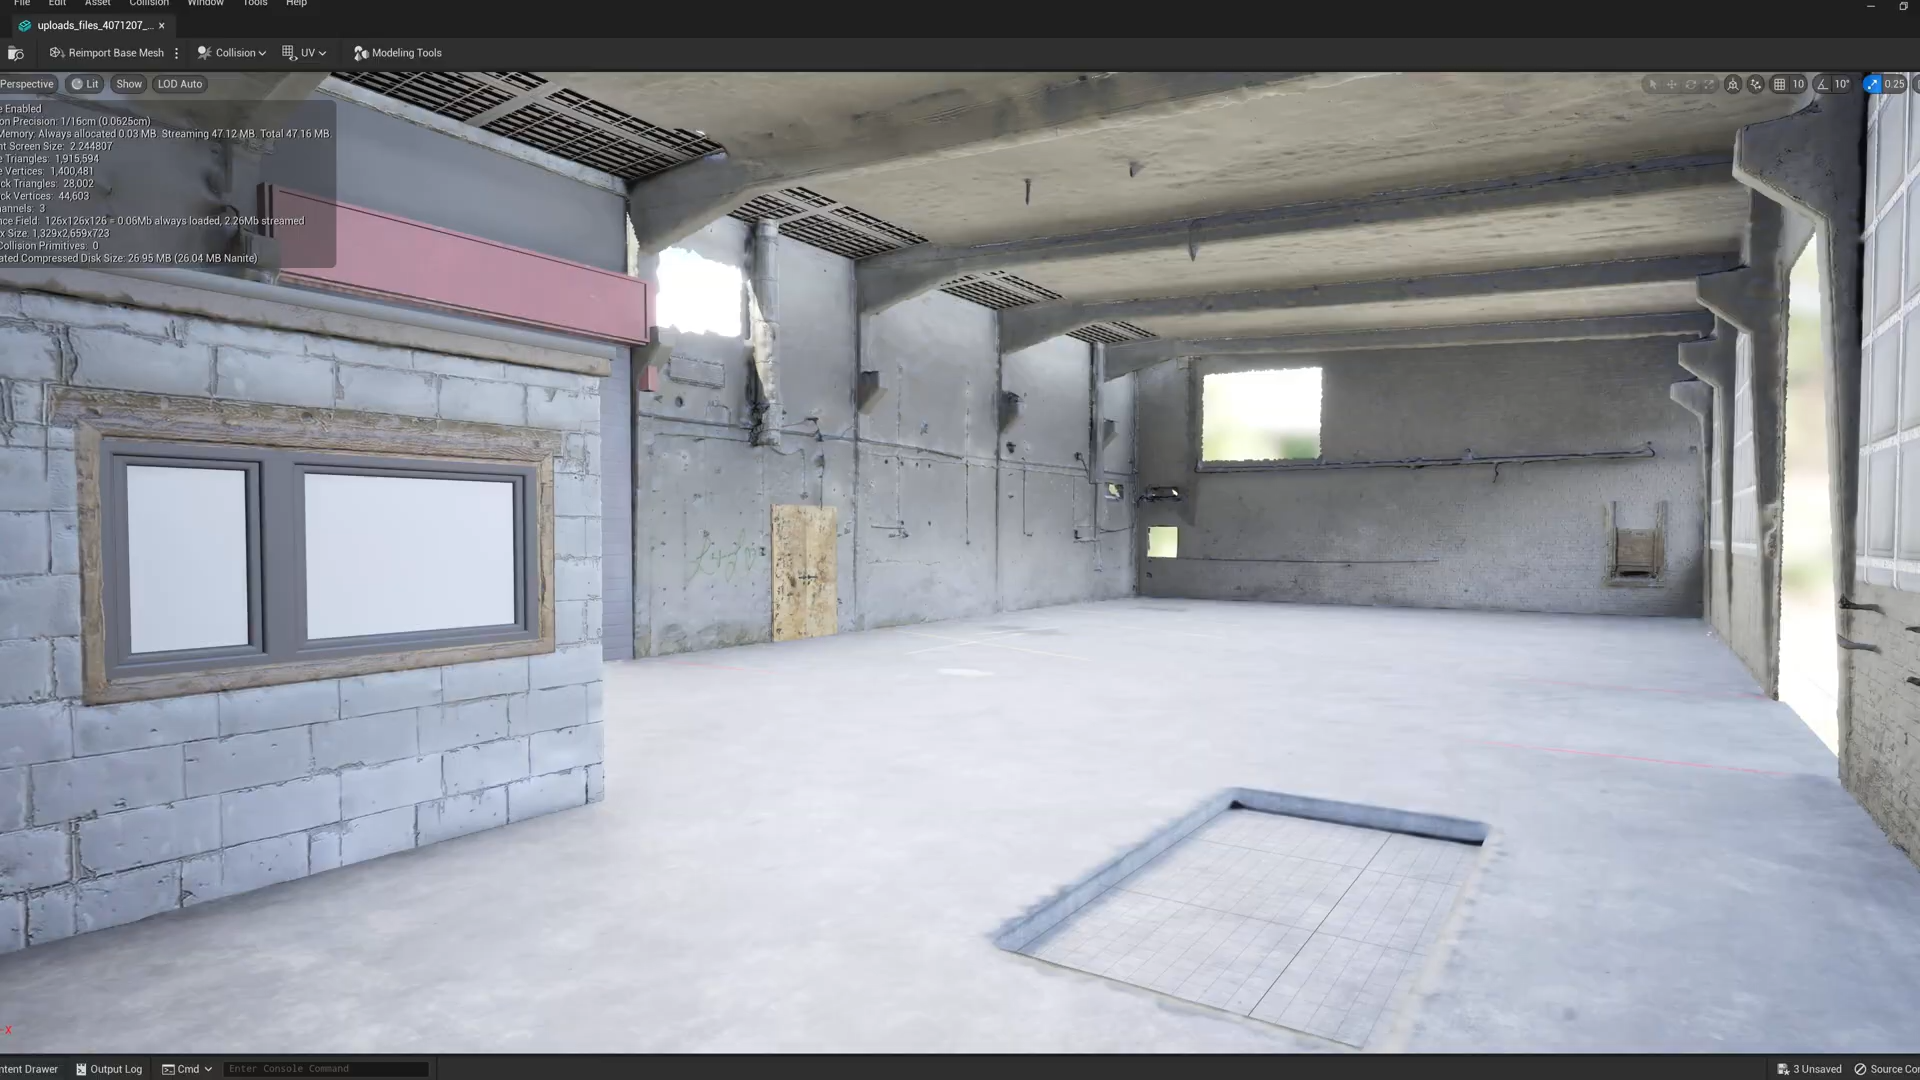 File Edit Asset Collision Window Tools Help
uploads_files_4071207_...
Reimport Base Mesh Collision UV Modeling Tools
Perspective Lit Show LOD Auto 10 10° 0.25
e Enabled
on Precision: 1/16cm (0.0625cm)
Memory: Always allocated 0.03 MB. Streaming 47.12 MB. Total 47.16 MB.
nt Screen Size: 2.244807
e Triangles: 1,915,594
e Vertices: 1,400,481
ck Triangles: 28,002
ck Vertices: 44,603
annels: 3
nce Field: 126x126x126 = 0.06Mb always loaded, 2.26Mb streamed
x Size: 1,329x2,659x723
Collision Primitives: 0
ated Compressed Disk Size: 26.95 MB (26.04 MB Nanite)
X
ntent Drawer Output Log Cmd Enter Console Command 3 Unsaved Source Con